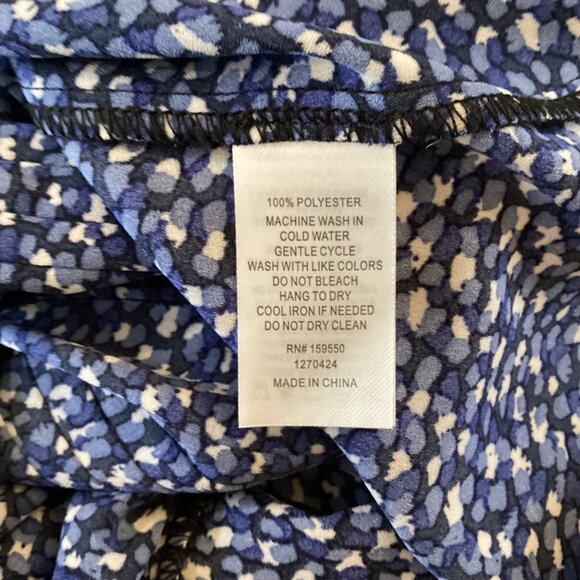 100% POLYESTER
MACHINE WASH IN
COLD WATER
GENTLE CYCLE
WASH WITH LIKE COLORS
DO NOT BLEACH
HANG TO DRY
COOL IRON IF NEEDED
DO NOT DRY CLEAN
RN# 159550
1270424
MADE IN CHINA